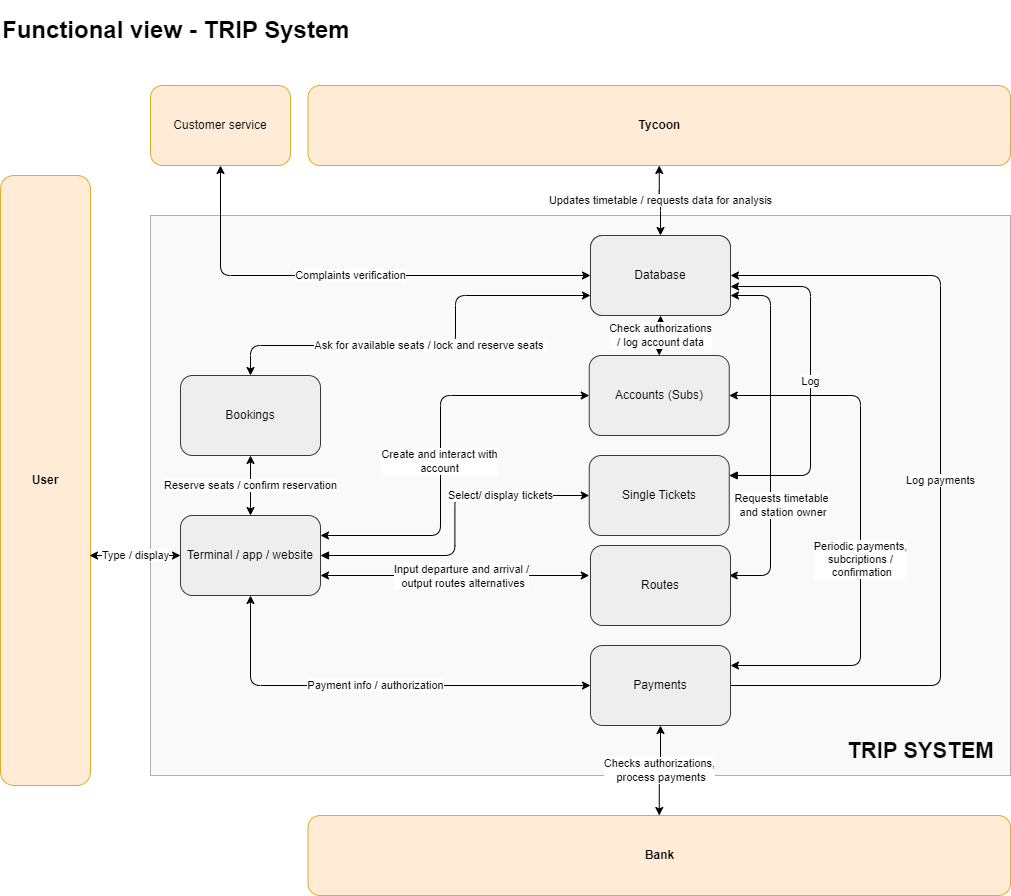 Functional view - TRIP System
Customer service
Tycoon
Updates timetable / requests data for analysis
Database
Complaints verification
Check authorizations
/ log account data
Ask for available seats / lock and reserve seats
Log
Accounts (Subs)
Bookings
Create and interact with
account
User
Log payments
Reserve seats / confirm reservation
Select/ display tickets
Single Tickets
Requests timetable
and station owner
Type / display
Terminal / app / website
Periodic payments,
subcriptions /
confirmation
Input departure and arrival /
output routes alternatives
Routes
Payment info / authorization
Payments
TRIP SYSTEM
Checks authorizations,
process payments
Bank